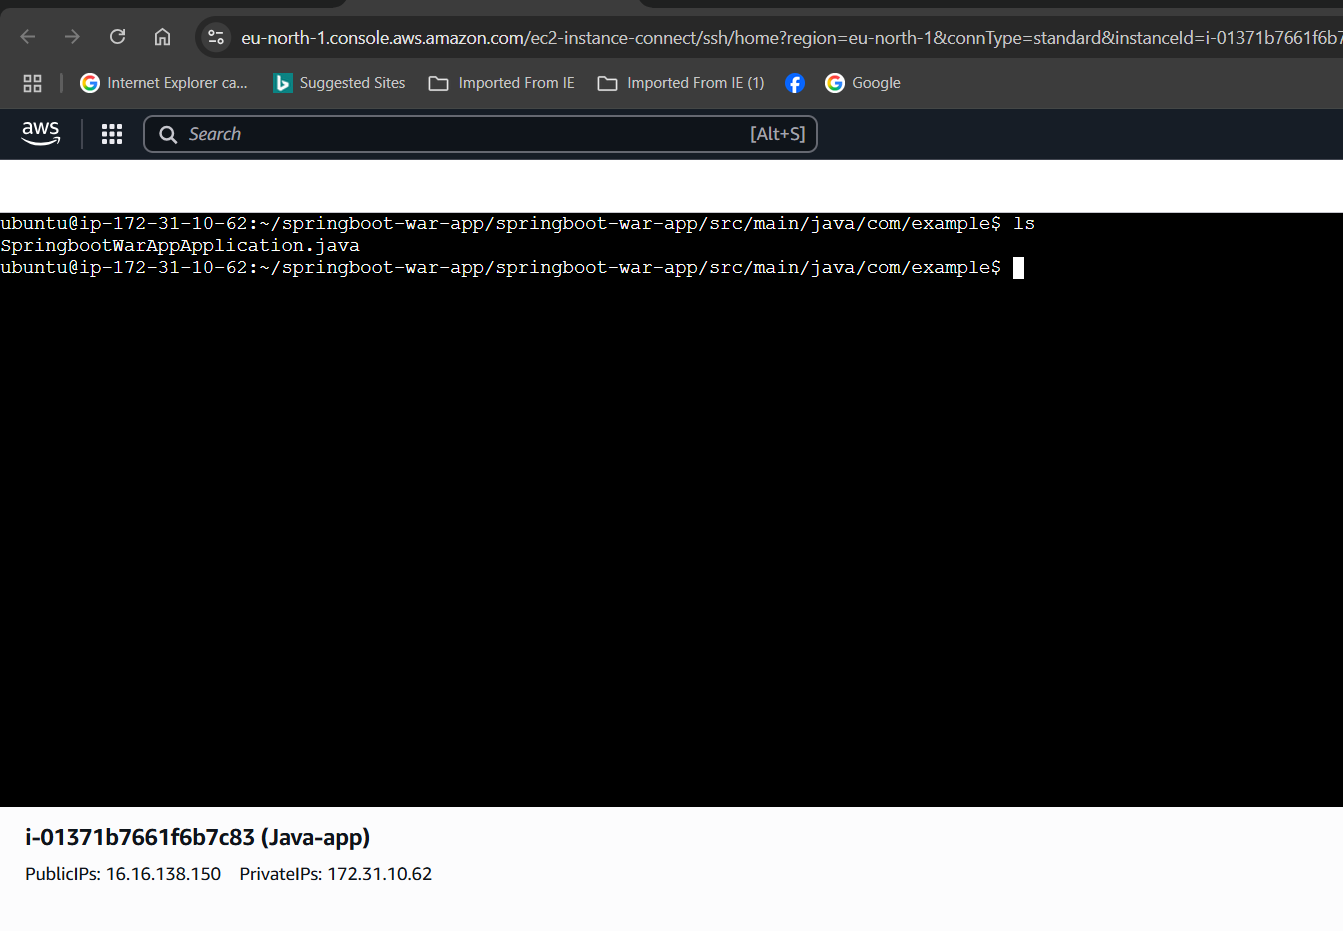 eu-north-1.console.aws.amazon.com/ec2-instance-connect/ssh/home?region=eu-north-1&connType=standard&instanceId=i-01371b7661f6b7
Internet Explorer ca... Suggested Sites Imported From IE Imported From IE (1) Google
aws Search [Alt+S]
ubuntu@ip-172-31-10-62:~/springboot-war-app/springboot-war-app/src/main/java/com/example$ ls
SpringbootWarAppApplication.java
ubuntu@ip-172-31-10-62:~/springboot-war-app/springboot-war-app/src/main/java/com/example$
i-01371b7661f6b7c83 (Java-app)
PublicIPs: 16.16.138.150 PrivateIPs: 172.31.10.62